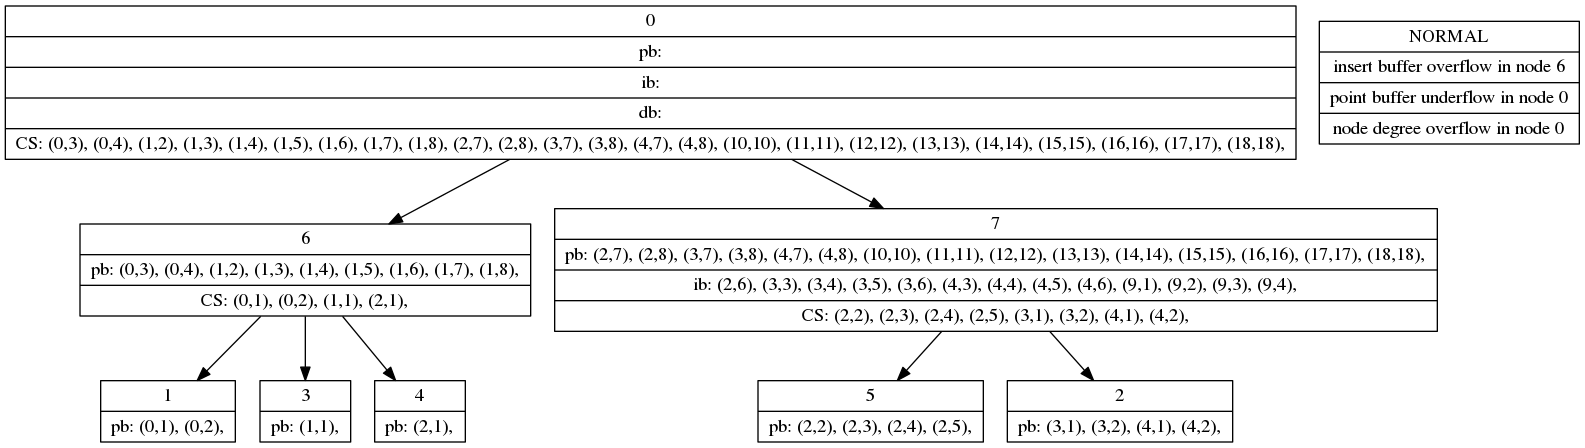 0
pb:
ib:
db:
CS: (0,3), (0,4), (1,2), (1,3), (1,4), (1,5), (1,6), (1,7), (1,8), (2,7), (2,8), (3,7), (3,8), (4,7), (4,8), (10,10), (11,11), (12,12), (13,13), (14,14), (15,15), (16,16), (17,17), (18,18),
NORMAL
insert buffer overflow in node 6
point buffer underflow in node 0
node degree overflow in node 0
6
pb: (0,3), (0,4), (1,2), (1,3), (1,4), (1,5), (1,6), (1,7), (1,8),
CS: (0,1), (0,2), (1,1), (2,1),
7
pb: (2,7), (2,8), (3,7), (3,8), (4,7), (4,8), (10,10), (11,11), (12,12), (13,13), (14,14), (15,15), (16,16), (17,17), (18,18),
ib: (2,6), (3,3), (3,4), (3,5), (3,6), (4,3), (4,4), (4,5), (4,6), (9,1), (9,2), (9,3), (9,4),
CS: (2,2), (2,3), (2,4), (2,5), (3,1), (3,2), (4,1), (4,2),
1
pb: (0,1), (0,2),
3
pb: (1,1),
4
pb: (2,1),
5
pb: (2,2), (2,3), (2,4), (2,5),
2
pb: (3,1), (3,2), (4,1), (4,2),